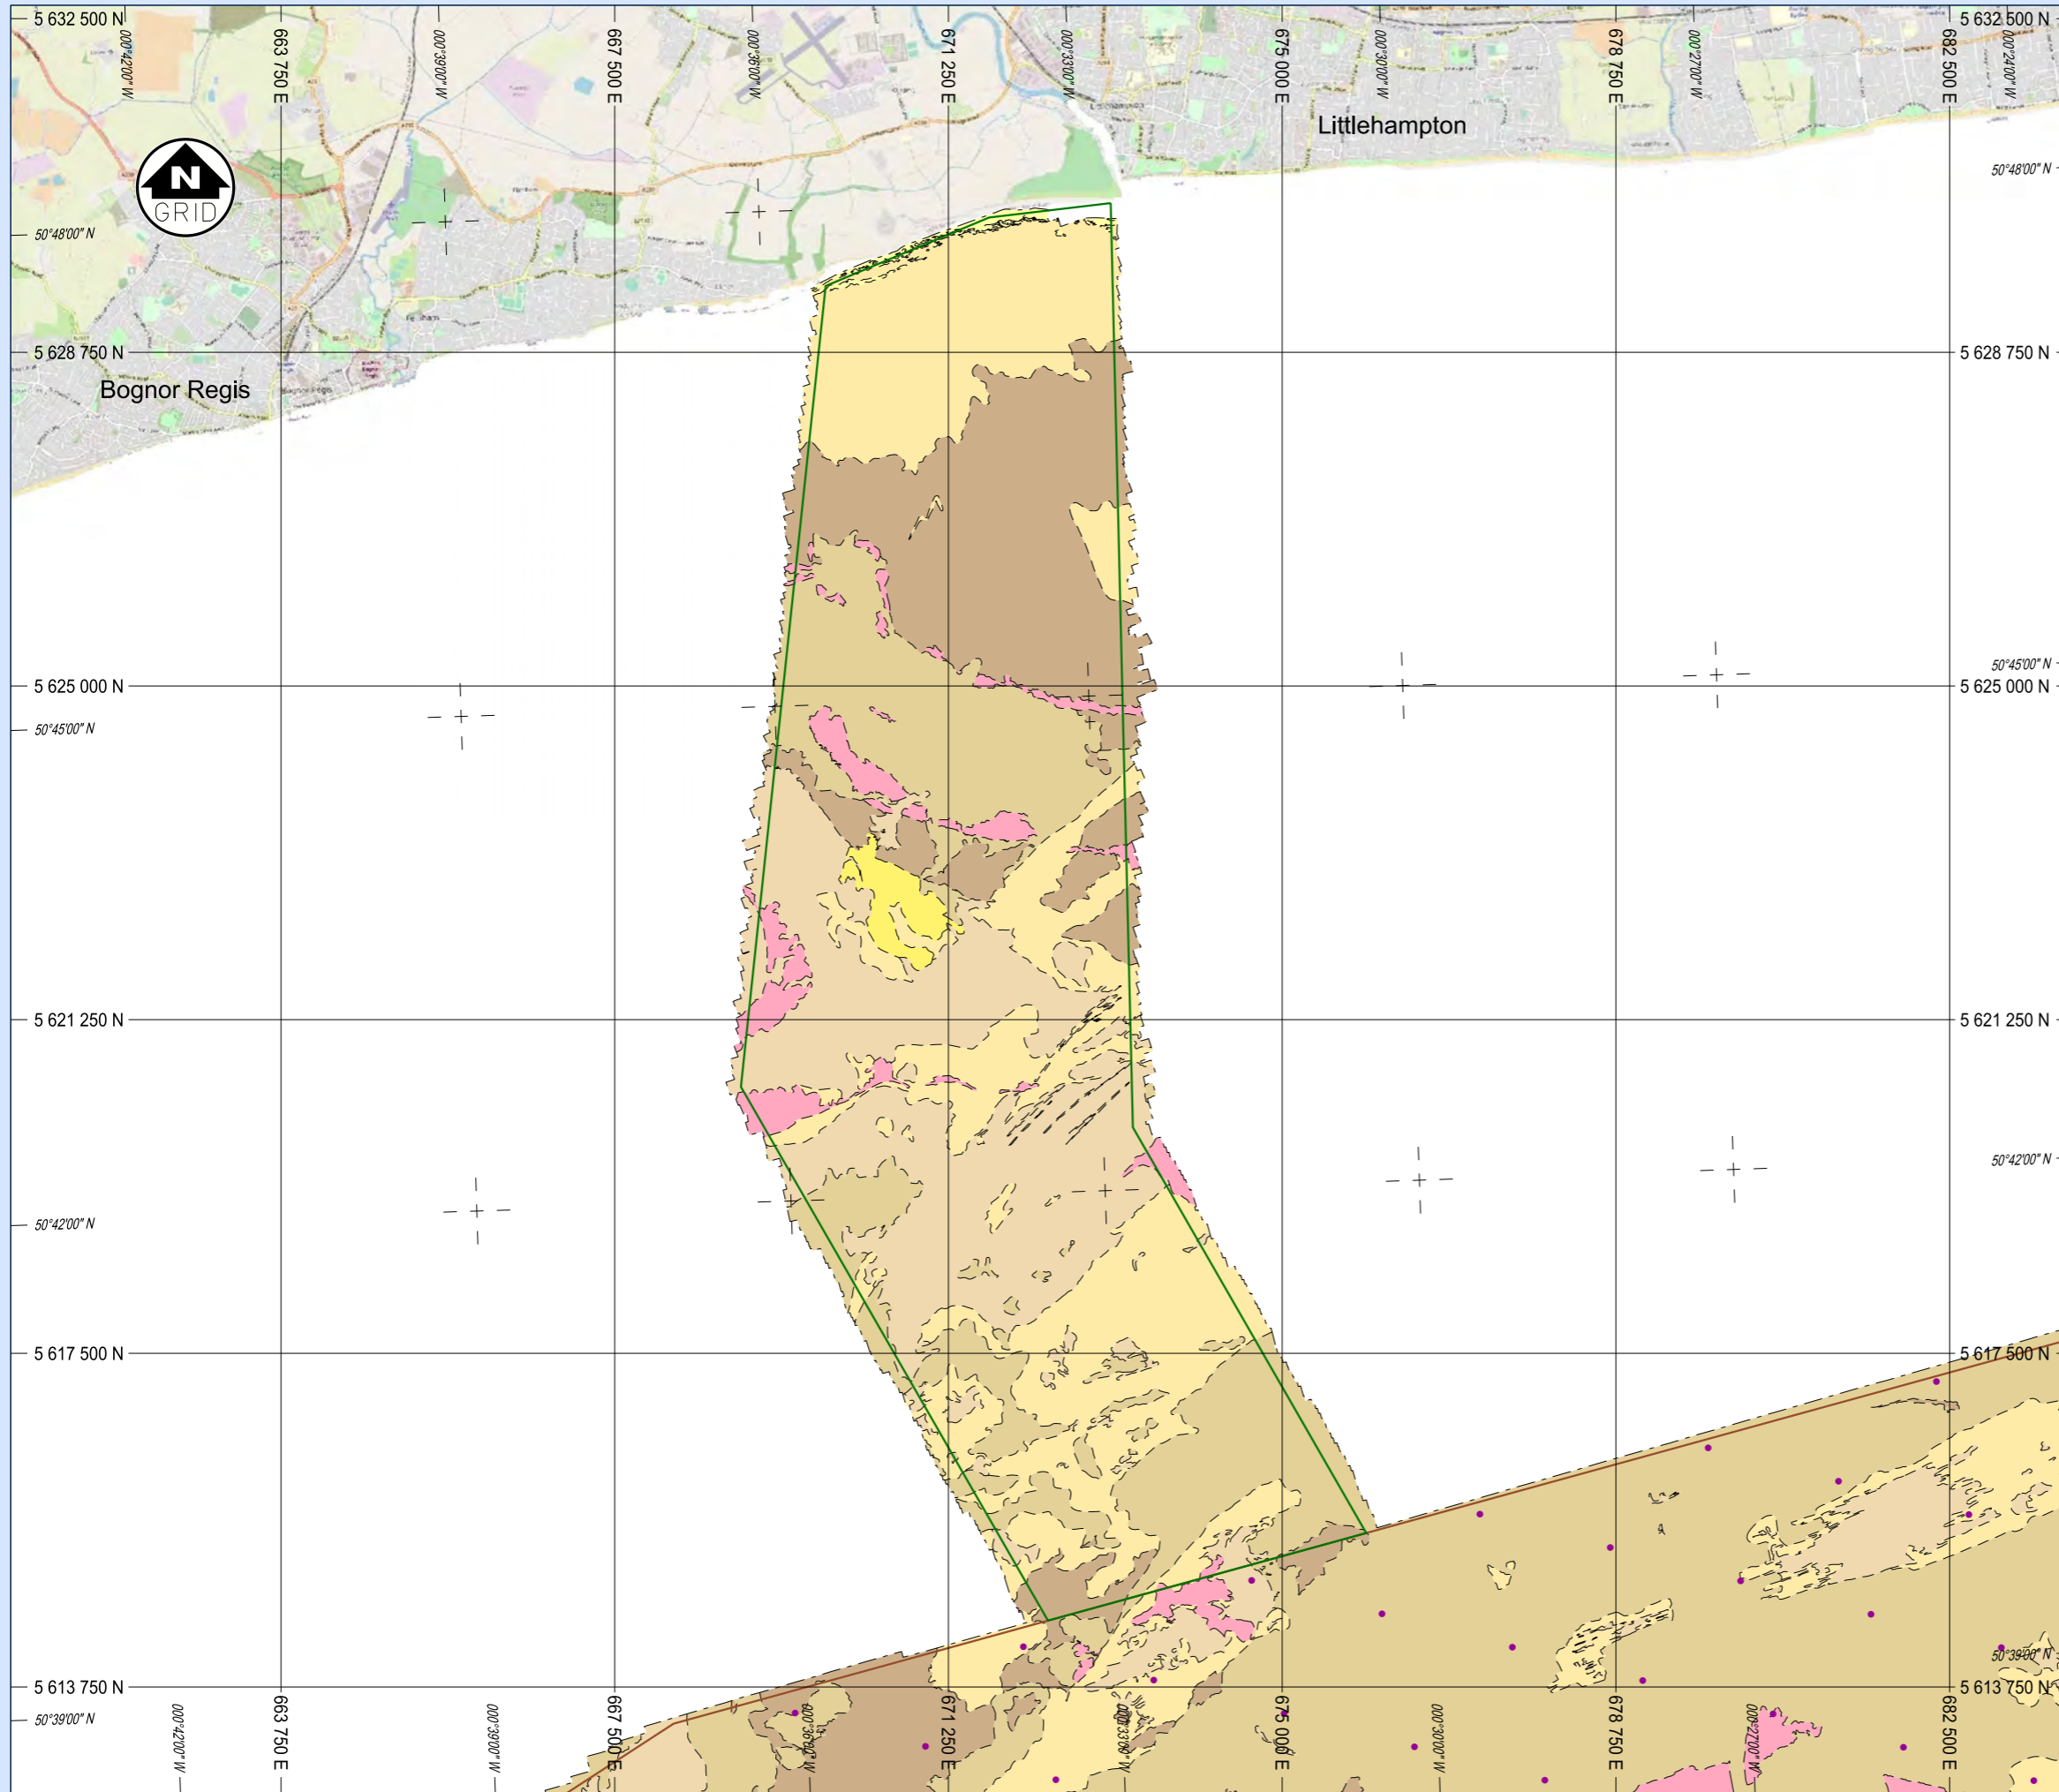 5 632 500 N
5 632 500 N
000°42'00" W
663 750 E
000°39'00" W
667 500 E
000°36'00" W
671 250 E
000°33'00" W
675 000 E
000°30'00" W
678 750 E
000°27'00" W
682 500 E
000°24'00" W
Littlehampton
N
GRID
50°48'00" N
50°48'00" N
5 628 750 N
5 628 750 N
Bognor Regis
50°45'00" N
5 625 000 N
5 625 000 N
50°45'00" N
5 621 250 N
5 621 250 N
50°42'00" N
50°42'00" N
5 617 500 N
5 617 500 N
50°39'00" N
5 613 750 N
5 613 750 N
50°39'00" N
000°42'00" W
663 750 E
000°39'00" W
667 500 E
000°36'00" W
671 250 E
000°33'00" W
675 000 E
000°30'00" W
678 750 E
000°27'00" W
682 500 E